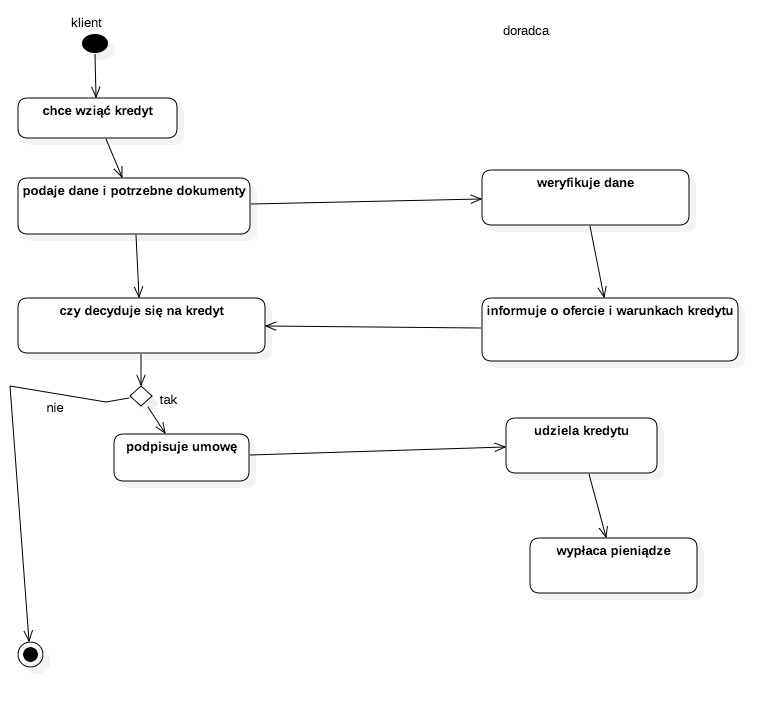 klient
doradca
chce wziąć kredyt
podaje dane i potrzebne dokumenty
weryfikuje dane
czy decyduje się na kredyt
informuje o ofercie i warunkach kredytu
nie
tak
podpisuje umowę
udziela kredytu
wypłaca pieniądze